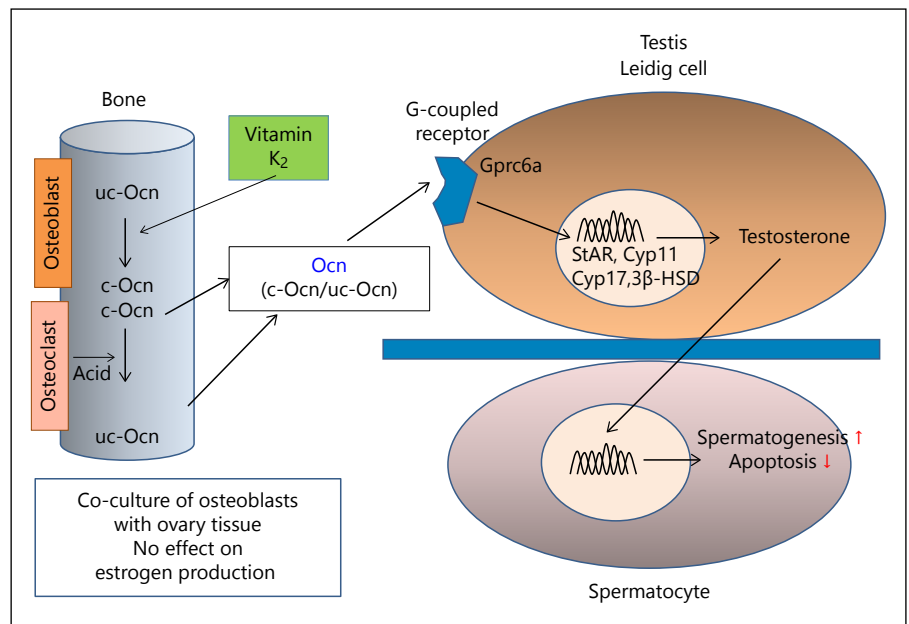 Bone
Osteoblast
uc-Ocn
c-Ocn
c-Ocn
Osteoclast
Acid
uc-Ocn
Vitamin
K₂
Ocn
(c-Ocn/uc-Ocn)
Co-culture of osteoblasts
with ovary tissue
No effect on
estrogen production
Testis
Leidig cell
G-coupled
receptor
Gprc6a
StAR, Cyp11
Cyp17,3β-HSD
Testosterone
Spermatogenesis ↑
Apoptosis ↓
Spermatocyte